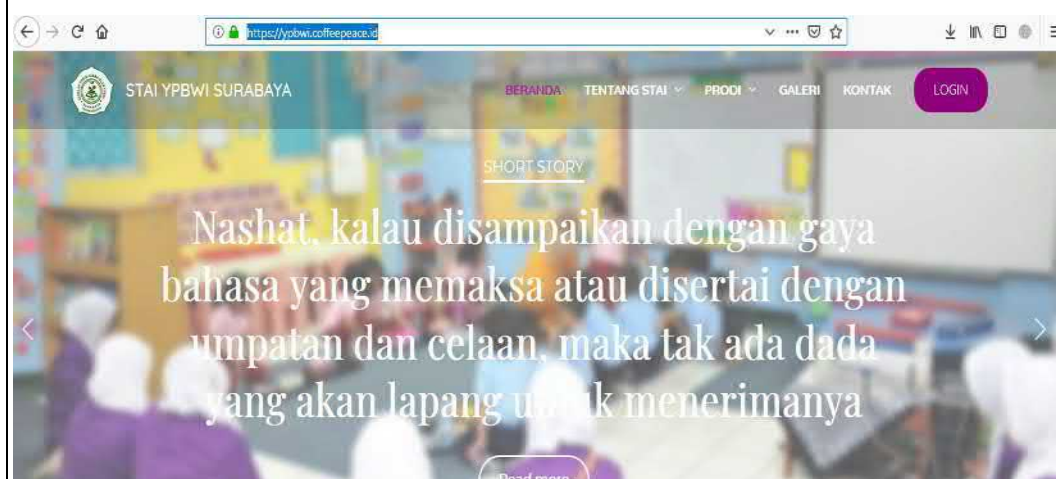 https://ypbwi.coffeepeace.id
STAI YPBWI SURABAYA
BERANDA TENTANG STAI PRODI GALERI KONTAK LOGIN
SHORT STORY
Nashat, kalau disampaikan dengan gaya
bahasa yang memaksa atau disertai dengan
umpatan dan celaan, maka tak ada dada
yang akan lapang untuk menerimanya
Read more